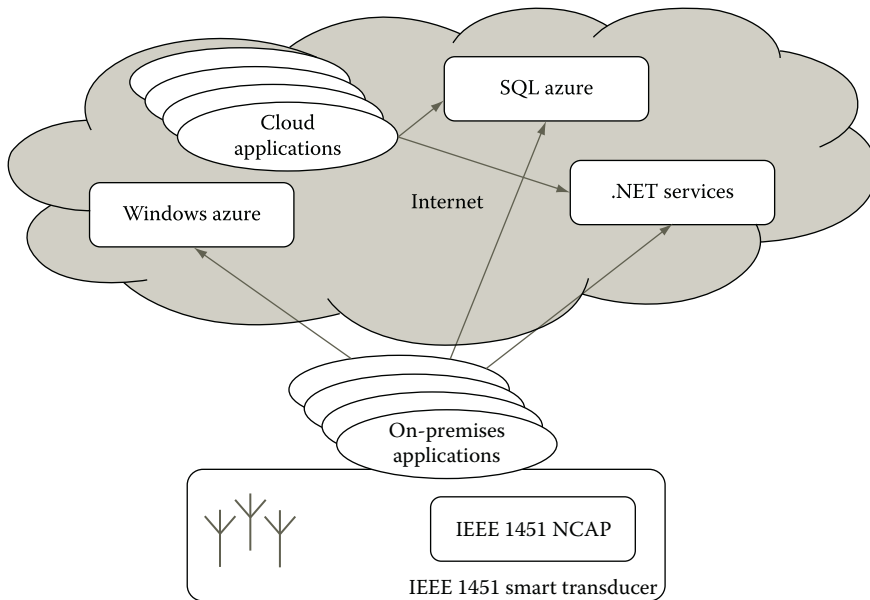 SQL azure
Cloud
applications
.NET services
Internet
Windows azure
On-premises
applications
IEEE 1451 NCAP
IEEE 1451 smart transducer